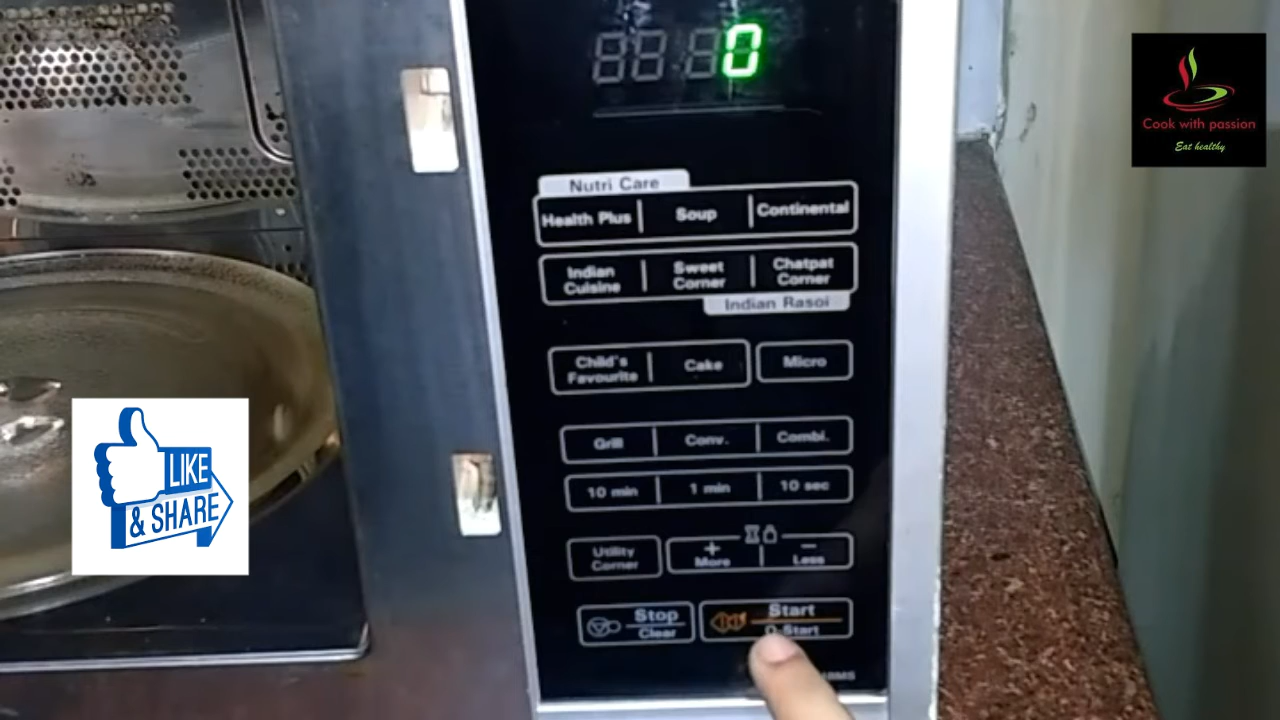 0
Cook with passion
Eat healthy
Nutri Care
Health Plus
Soup
Continental
Indian
Cuisine
Sweet
Corner
Chatpat
Corner
Indian Rasoi
Child's
Favourite
Cake
Micro
Grill
Conv.
Combi.
10 min
1 min
10 sec
Utility
Corner
+
More
−
Less
Stop
Clear
Start
LIKE
& SHARE